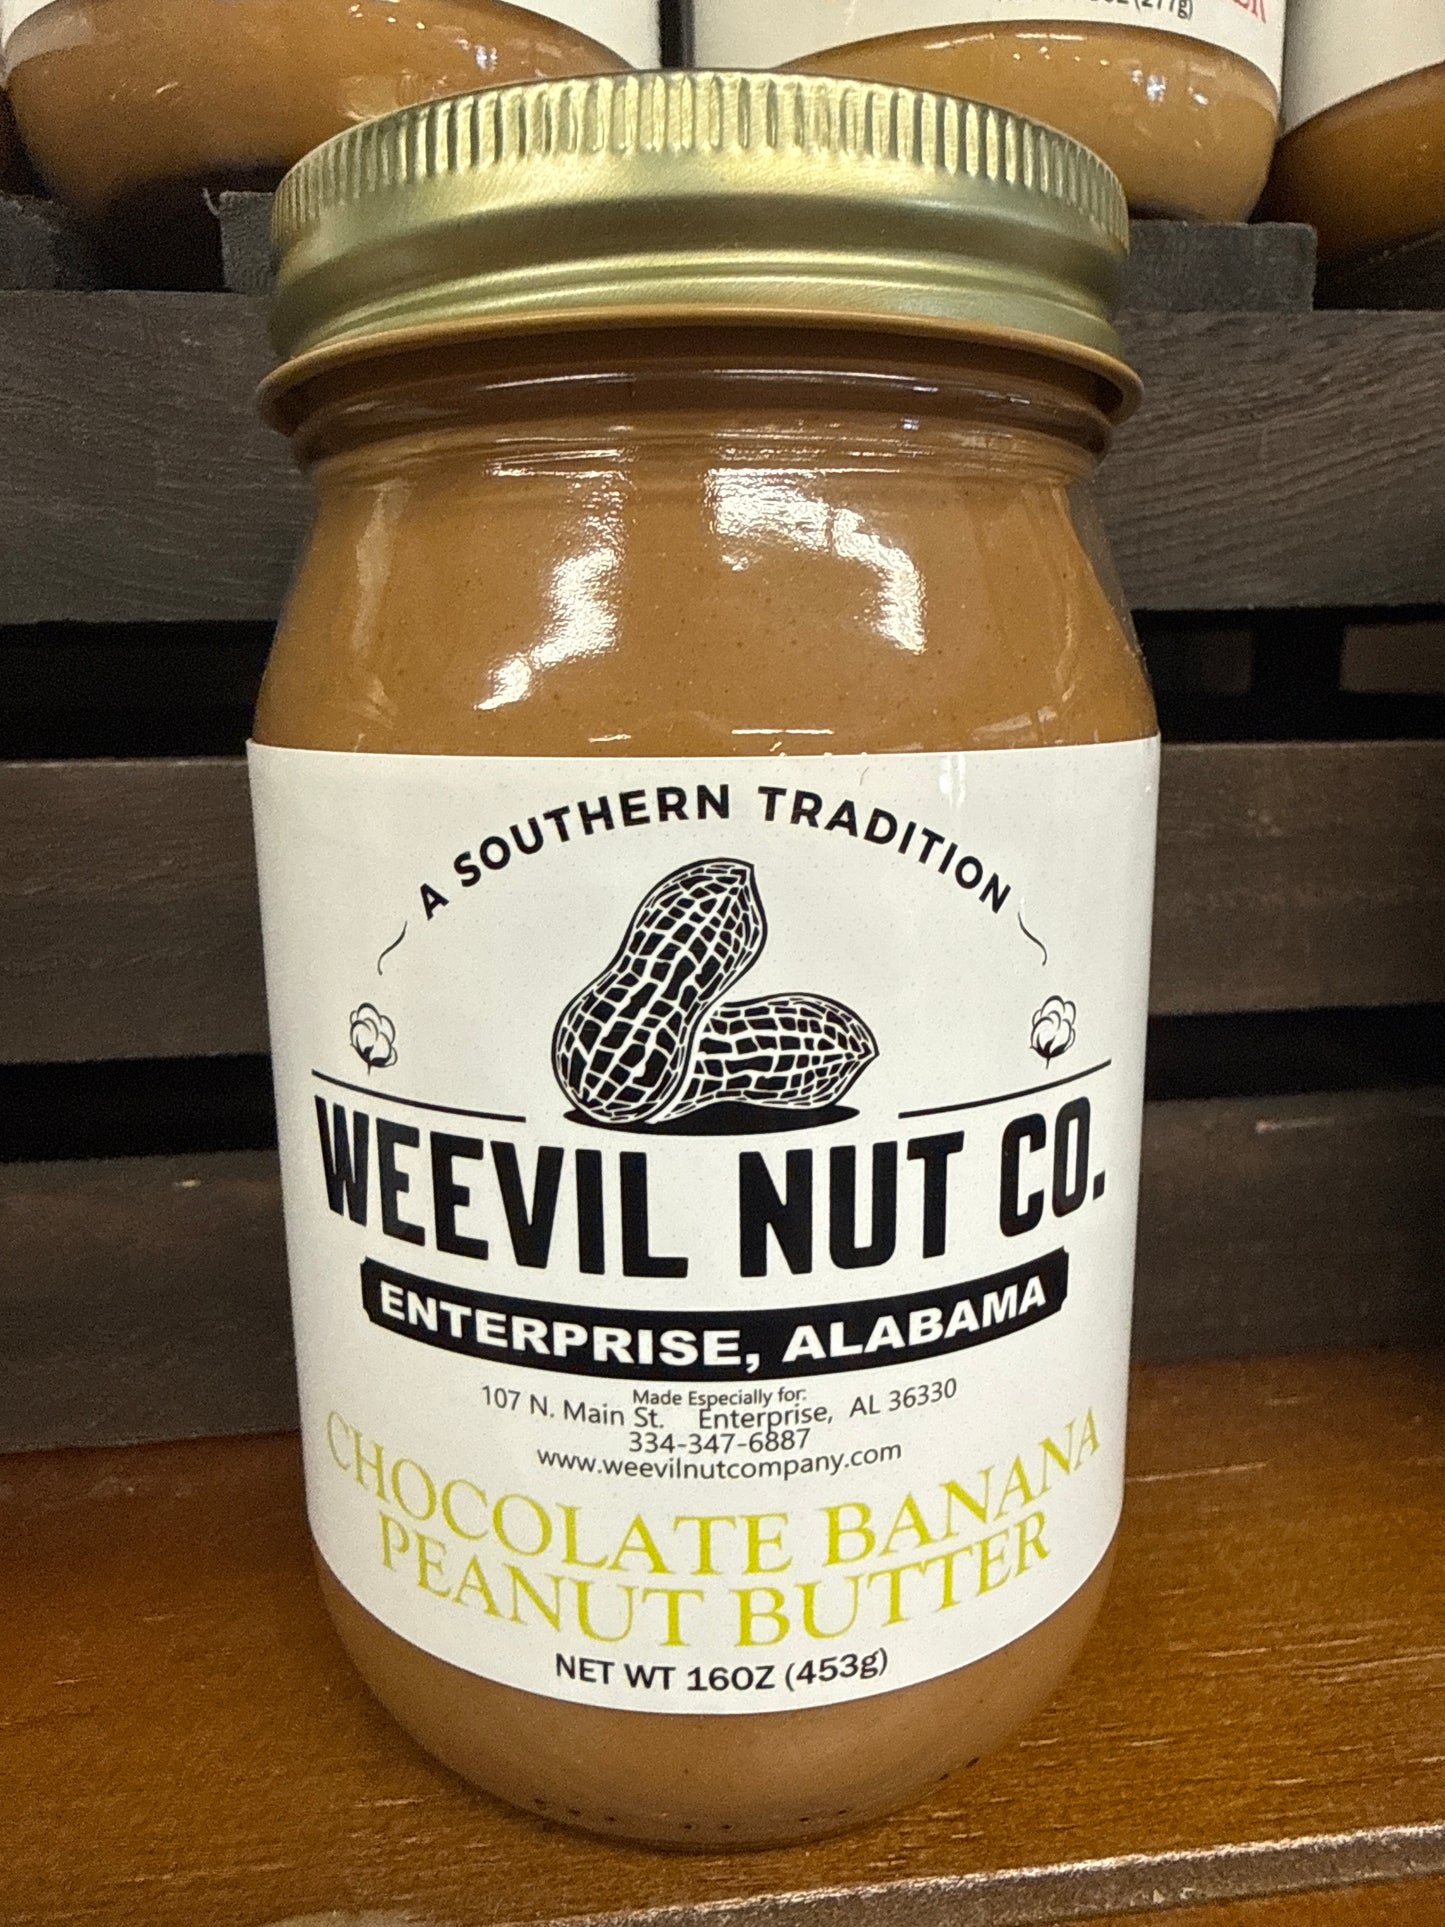 A SOUTHERN TRADITION
WEEVIL NUT CO.
ENTERPRISE, ALABAMA
Made Especially for:
107 N. Main St. Enterprise, AL 36330
334-347-6887
www.weevilnutcompany.com
CHOCOLATE BANANA
PEANUT BUTTER
NET WT 16OZ (453g)